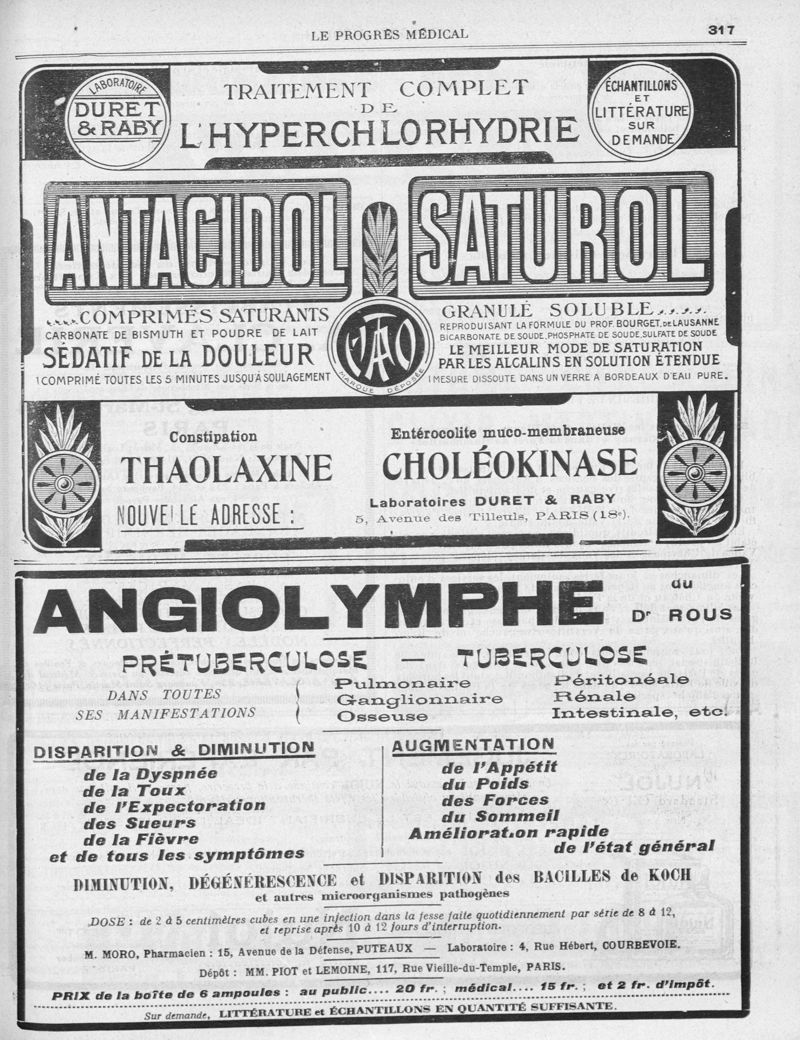 LE PROGRÈS MÉDICAL
317
LABORATOIRE
DURET
& RABY
TRAITEMENT COMPLET
DE
L'HYPERCHLORHYDRIE
ÉCHANTILLONS
ET
LITTÉRATURE
SUR
DEMANDE
ANTACIDOL
SATUROL
COMPRIMÉS SATURANTS
CARBONATE DE BISMUTH ET POUDRE DE LAIT
SÉDATIF DE LA DOULEUR
1 COMPRIMÉ TOUTES LES 5 MINUTES JUSQU'À SOULAGEMENT
MARQUE DÉPOSÉE
GRANULÉ SOLUBLE
REPRODUISANT LA FORMULE DU PROF. BOURGET, DE LAUSANNE
BICARBONATE DE SOUDE, PHOSPHATE DE SOUDE, SULFATE DE SOUDE
LE MEILLEUR MODE DE SATURATION
PAR LES ALCALINS EN SOLUTION ÉTENDUE
1 MESURE DISSOUTE DANS UN VERRE A BORDEAUX D'EAU PURE.
Constipation
THAOLAXINE
Entérocolite muco-membraneuse
CHOLÉOKINASE
NOUVELLE ADRESSE :
Laboratoires DURET & RABY
5, Avenue des Tilleuls, PARIS (18e).
ANGIOLYMPHE du
Dr ROUS
PRÉTUBERCULOSE — TUBERCULOSE
DANS TOUTES
SES MANIFESTATIONS
Pulmonaire
Ganglionnaire
Osseuse
Péritonéale
Rénale
Intestinale, etc.
DISPARITION & DIMINUTION
de la Dyspnée
de la Toux
de l'Expectoration
des Sueurs
de la Fièvre
et de tous les symptômes
AUGMENTATION
de l'Appétit
du Poids
des Forces
du Sommeil
Amélioration rapide
de l'état général
DIMINUTION, DÉGÉNÉRESCENCE et DISPARITION des BACILLES de KOCH
et autres microorganismes pathogènes
DOSE : de 2 à 5 centimètres cubes en une injection dans la fesse faite quotidiennement par série de 8 à 12,
et reprise après 10 à 12 jours d'interruption.
M. MORO, Pharmacien : 15, Avenue de la Défense, PUTEAUX — Laboratoire : 4, Rue Hébert, COURBEVOIE.
Dépôt : MM. PIOT et LEMOINE, 117, Rue Vieille-du-Temple, PARIS.
PRIX de la boîte de 6 ampoules : au public.... 20 fr. ; médical.... 15 fr. ; et 2 fr. d'impôt.
Sur demande, LITTÉRATURE et ÉCHANTILLONS EN QUANTITÉ SUFFISANTE.